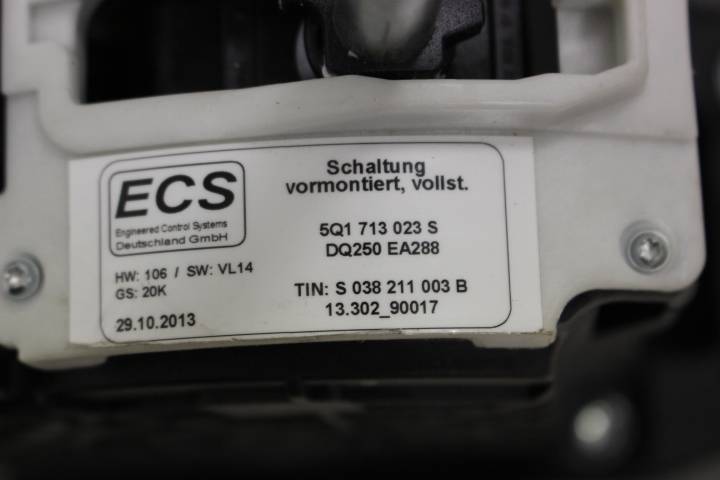 ECS
Engineered Control Systems
Deutschland GmbH
HW: 106 / SW: VL14
GS: 20K
29.10.2013
Schaltung
vormontiert, vollst.
5Q1 713 023 S
DQ250 EA288
TIN: S 038 211 003 B
13.302_90017